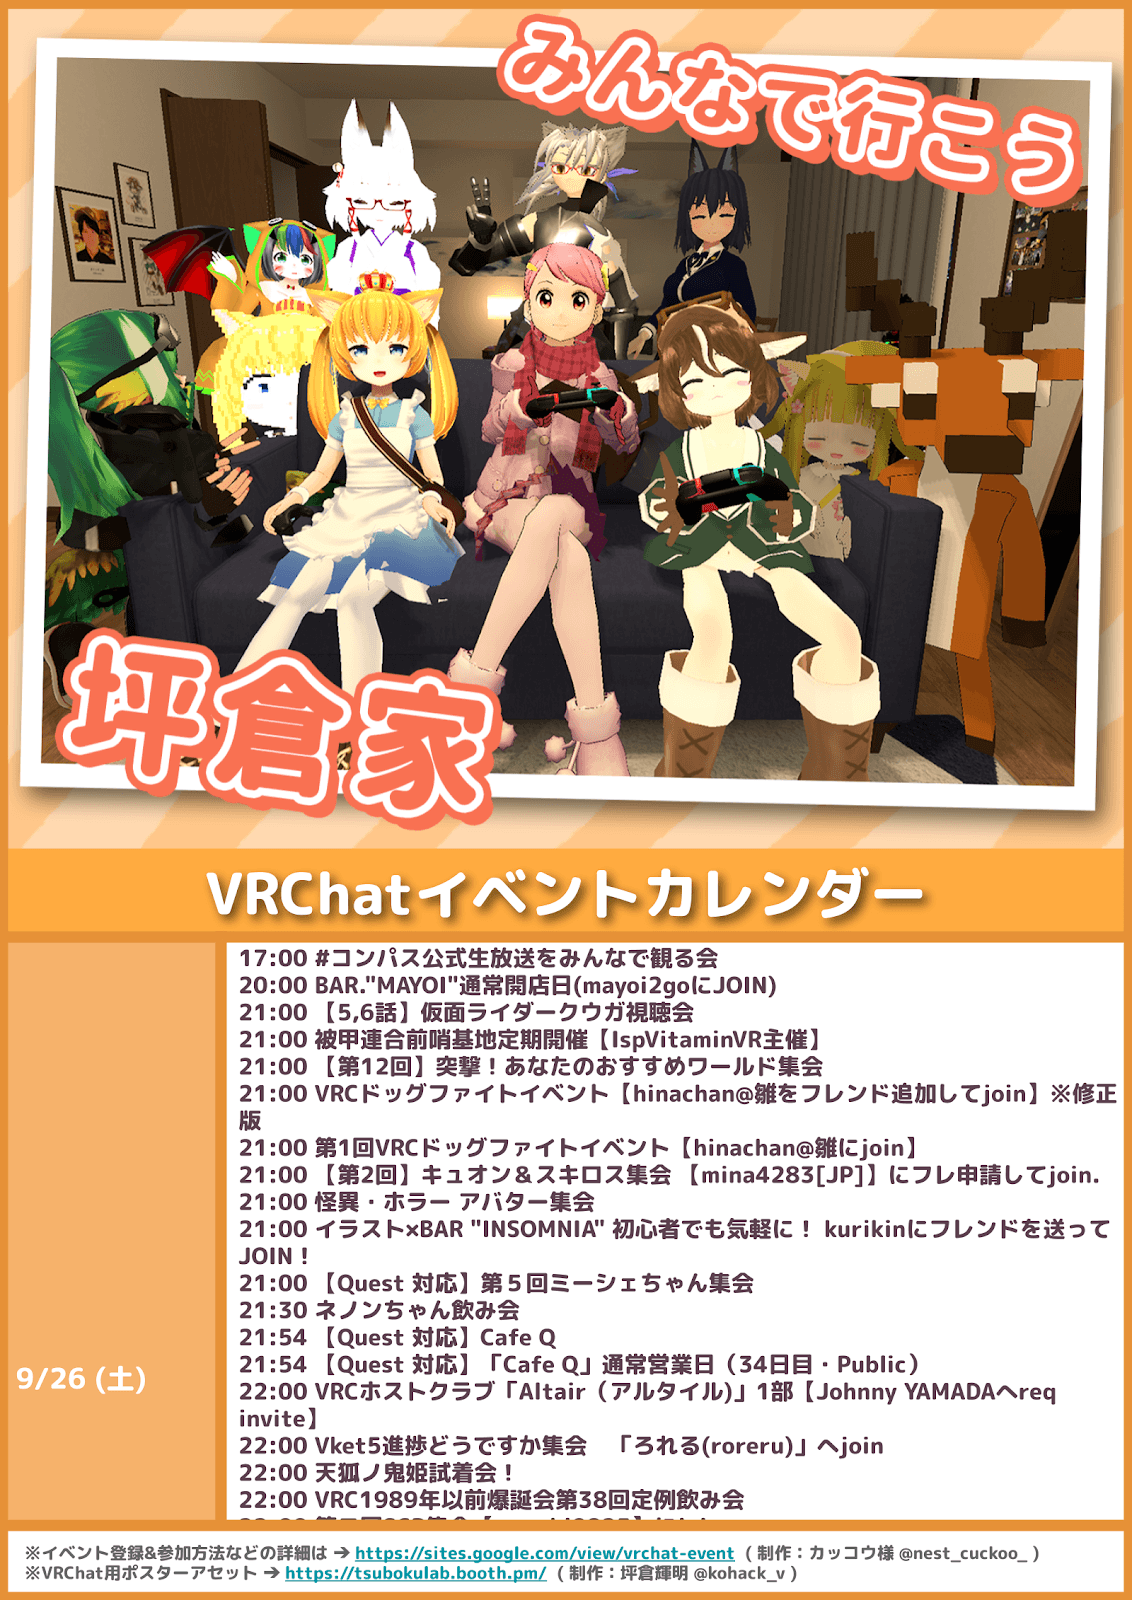 みんなで行こう
坪倉家
VRChatイベントカレンダー
9/26 (土)
17:00 #コンパス公式生放送をみんなで観る会
20:00 BAR."MAYOI"通常開店日(mayoi2goにJOIN)
21:00 【5,6話】仮面ライダークウガ視聴会
21:00 被甲連合前哨基地定期開催【IspVitaminVR主催】
21:00 【第12回】突撃！あなたのおすすめワールド集会
21:00 VRCドッグファイトイベント【hinachan@雛をフレンド追加してjoin】※修正
版
21:00 第1回VRCドッグファイトイベント【hinachan@雛にjoin】
21:00 【第2回】キュオン＆スキロス集会 【mina4283[JP]】にフレ申請してjoin.
21:00 怪異・ホラー アバター集会
21:00 イラスト×BAR "INSOMNIA" 初心者でも気軽に！ kurikinにフレンドを送って
JOIN！
21:00 【Quest 対応】第５回ミーシェちゃん集会
21:30 ネノンちゃん飲み会
21:54 【Quest 対応】Cafe Q
21:54 【Quest 対応】「Cafe Q」通常営業日（34日目・Public）
22:00 VRCホストクラブ「Altair（アルタイル)」1部【Johnny YAMADAへreq
invite】
22:00 Vket5進捗どうですか集会　「ろれる(roreru)」へjoin
22:00 天狐ノ鬼姫試着会！
22:00 VRC1989年以前爆誕会第38回定例飲み会
※イベント登録&参加方法などの詳細は → https://sites.google.com/view/vrchat-event ( 制作：カッコウ様 @nest_cuckoo_ )
※VRChat用ポスターアセット → https://tsubokulab.booth.pm/ ( 制作：坪倉輝明 @kohack_v )